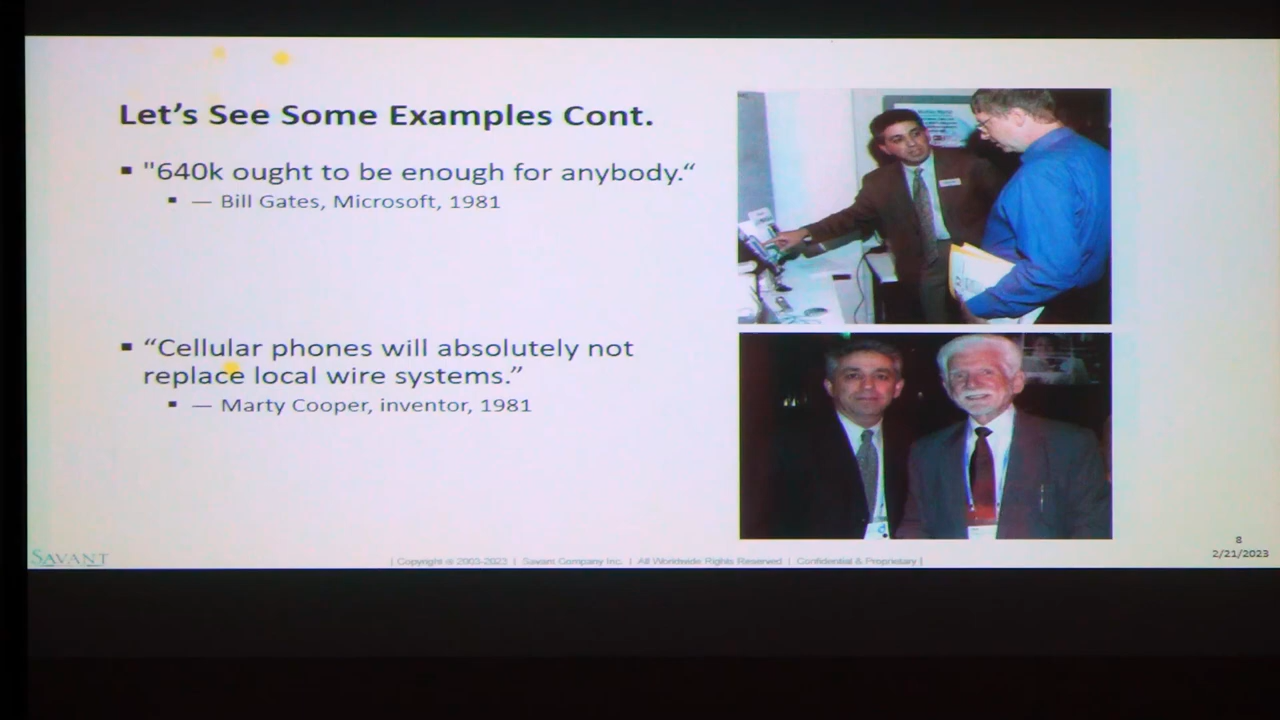 Let's See Some Examples Cont.
▪ "640k ought to be enough for anybody.“
▪ — Bill Gates, Microsoft, 1981
▪ “Cellular phones will absolutely not
replace local wire systems.”
▪ — Marty Cooper, inventor, 1981
SAVANT
| Copyright @ 2003-2023 | Savant Company Inc. | All Worldwide Rights Reserved | Confidential & Proprietary |
8
2/21/2023